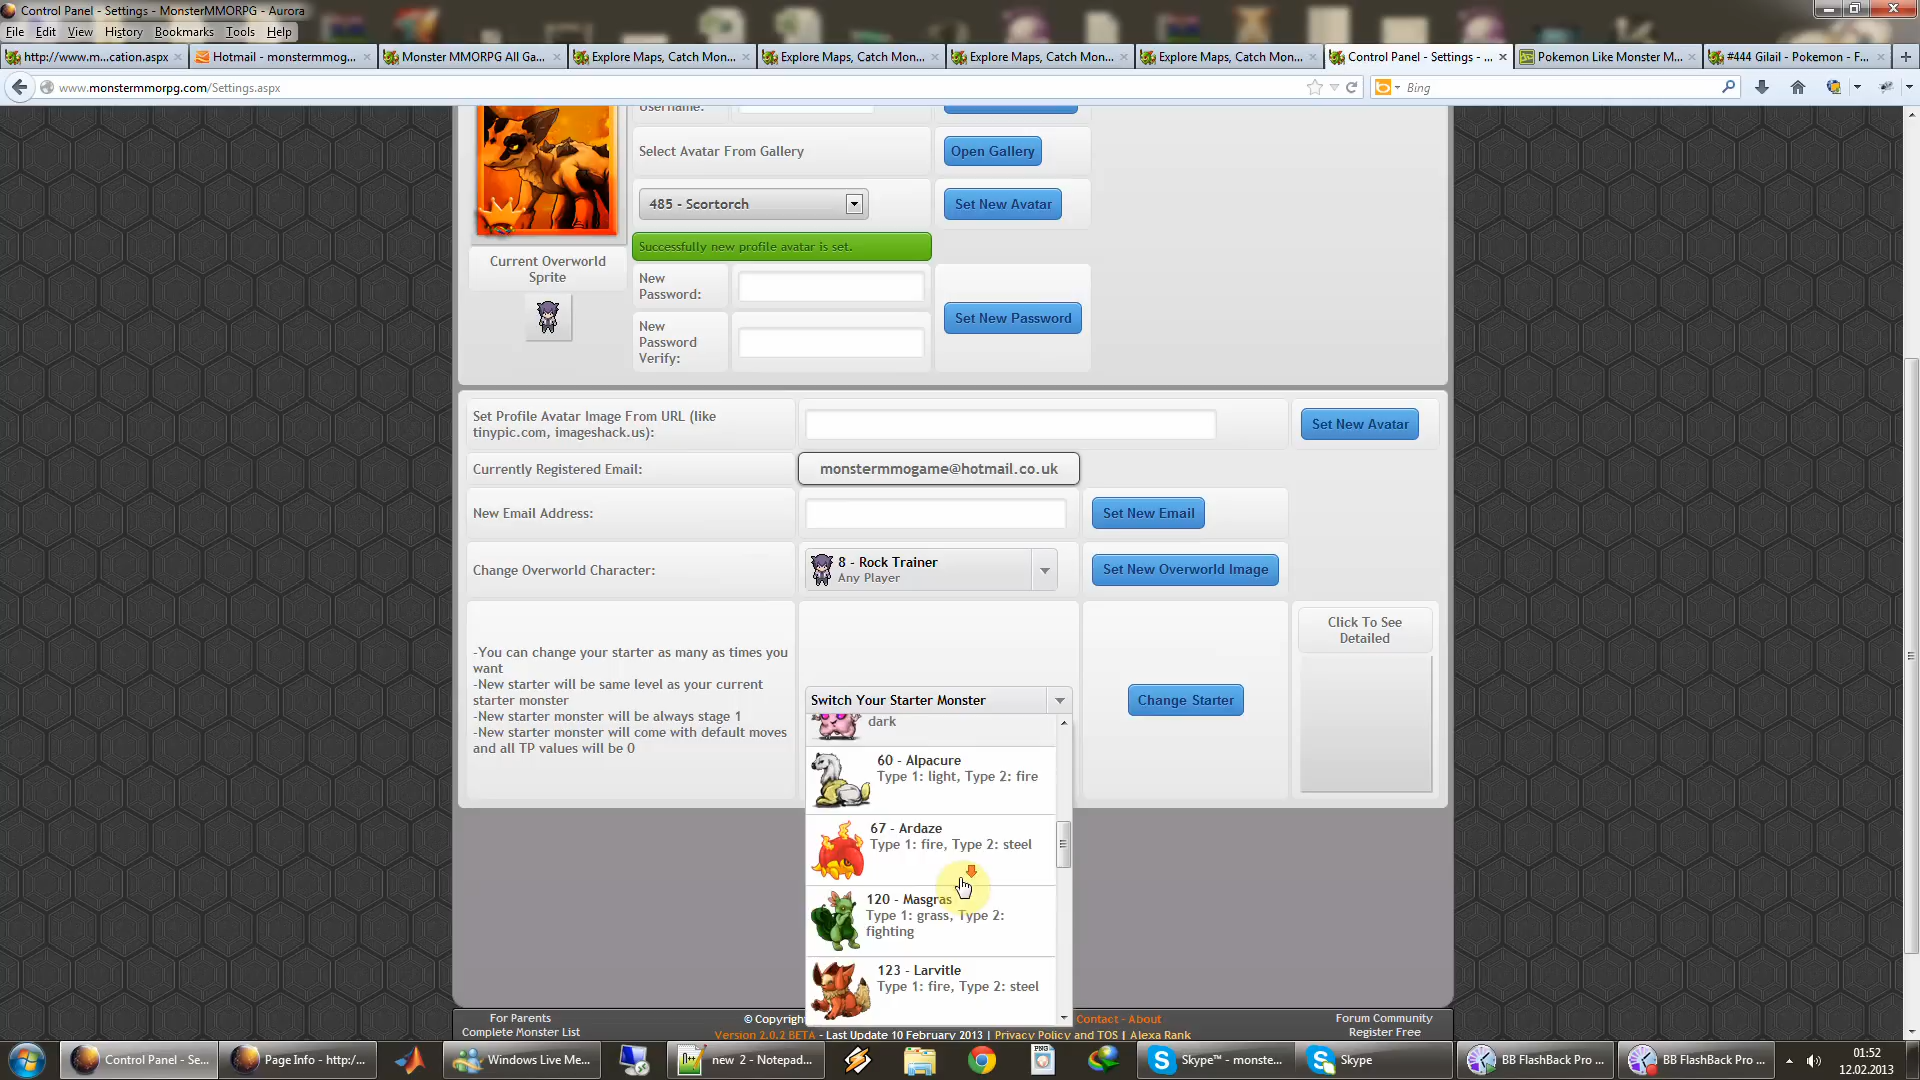 Control Panel - Settings - MonsterMMORPG - Aurora
File Edit View History Bookmarks Tools Help
http://www.m...cation.aspx
Hotmail - monstermmog...
Monster MMORPG All Ga...
Explore Maps, Catch Mon...
Explore Maps, Catch Mon...
Explore Maps, Catch Mon...
Explore Maps, Catch Mon...
Control Panel - Settings - ...
Pokemon Like Monster M...
#444 Gilail - Pokemon - F...
www.monstermmorpg.com/Settings.aspx
Bing
Username:
Select Avatar From Gallery
Open Gallery
485 - Scortorch
Set New Avatar
Successfully new profile avatar is set.
Current Overworld
Sprite
New
Password:
New
Password
Verify:
Set New Password
Set Profile Avatar Image From URL (like
tinypic.com, imageshack.us):
Set New Avatar
Currently Registered Email:
monstermmogame@hotmail.co.uk
New Email Address:
Set New Email
Change Overworld Character:
8 - Rock Trainer
Any Player
Set New Overworld Image
-You can change your starter as many as times you
want
-New starter will be same level as your current
starter monster
-New starter monster will be always stage 1
-New starter monster will come with default moves
and all TP values will be 0
Switch Your Starter Monster
dark
60 - Alpacure
Type 1: light, Type 2: fire
67 - Ardaze
Type 1: fire, Type 2: steel
120 - Masgras
Type 1: grass, Type 2:
fighting
123 - Larvitle
Type 1: fire, Type 2: steel
Change Starter
Click To See
Detailed
For Parents
Complete Monster List
© Copyrigh
Contact - About
Version 2.0.2 BETA - Last Update 10 February 2013 | Privacy Policy and TOS | Alexa Rank
Forum Community
Register Free
Control Panel - Se...
Page Info - http:/...
Windows Live Me...
new 2 - Notepad...
PNG
Skype™ - monste...
Skype
BB FlashBack Pro ...
BB FlashBack Pro ...
01:52
12.02.2013